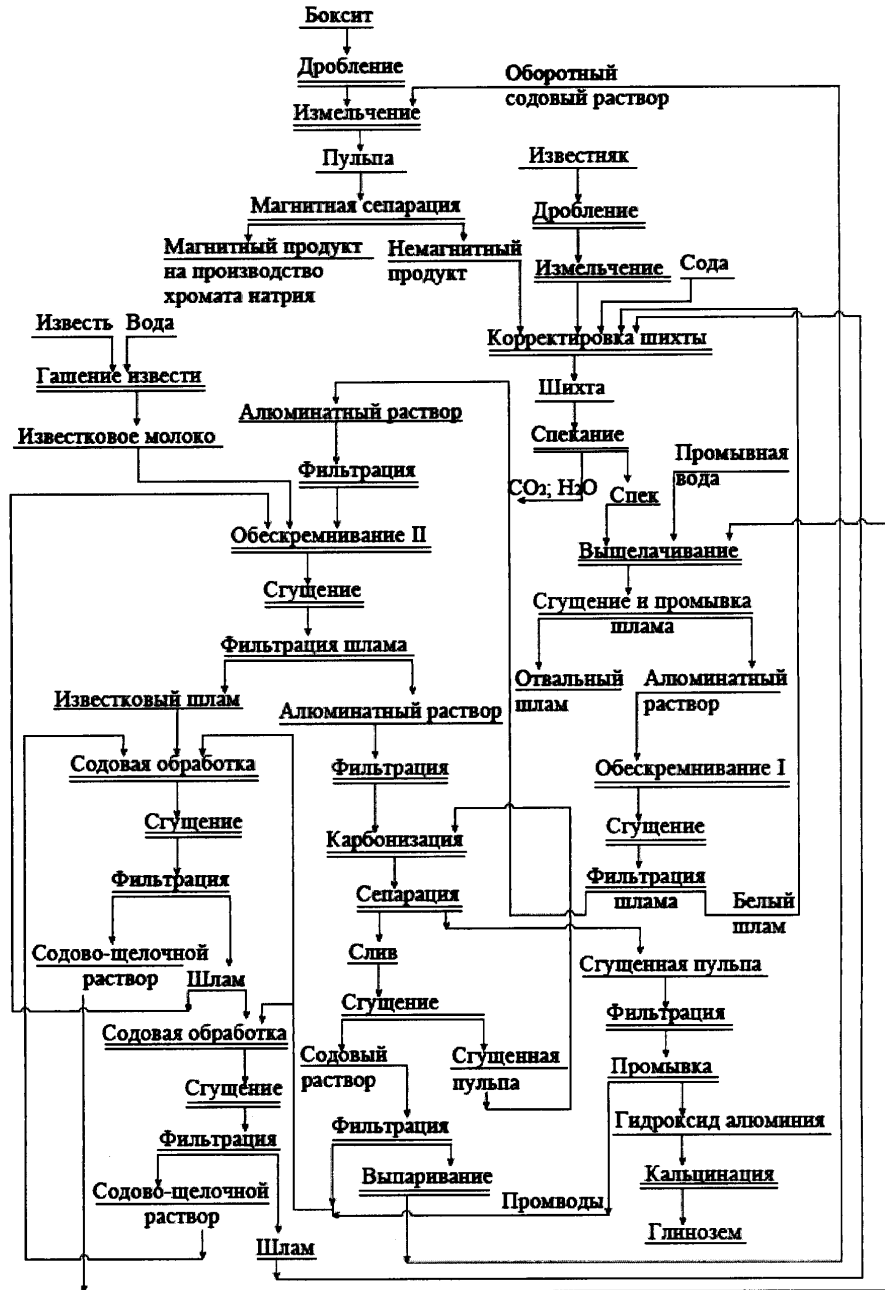 Боксит
Дробление
Оборотный
содовый раствор
Измельчение
Пульпа
Известняк
Магнитная сепарация
Дробление
Магнитный продукт
на производство
хромата натрия
Немагнитный
продукт
Измельчение
Сода
Известь
Вода
Корректировка шихты
Гашение извести
Шихта
Алюминатный раствор
Известковое молоко
Спекание
Промывная
вода
Фильтрация
CO2; H2O
Спек
Обескремнивание II
Выщелачивание
Сгущение
Сгущение и промывка
шлама
Фильтрация шлама
Отвальный
шлам
Алюминатный
раствор
Известковый шлам
Алюминатный раствор
Содовая обработка
Фильтрация
Обескремнивание I
Сгущение
Сгущение
Карбонизация
Фильтрация
Сепарация
Фильтрация
шлама
Белый
шлам
Содово-щелочной
раствор
Шлам
Слив
Сгущенная пульпа
Сгущение
Фильтрация
Содовая обработка
Содовый
раствор
Сгущенная
пульпа
Промывка
Сгущение
Фильтрация
Гидроксид алюминия
Фильтрация
Выпаривание
Кальцинация
Содово-щелочной
раствор
Промводы
Глинозем
Шлам